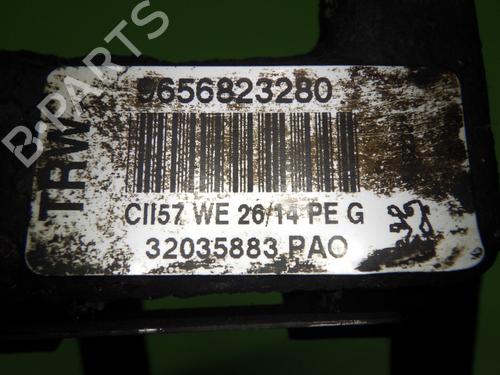 B-PARTS
TRW
9656823280
CII57 WE 26/14 PE G
32035883 PAO